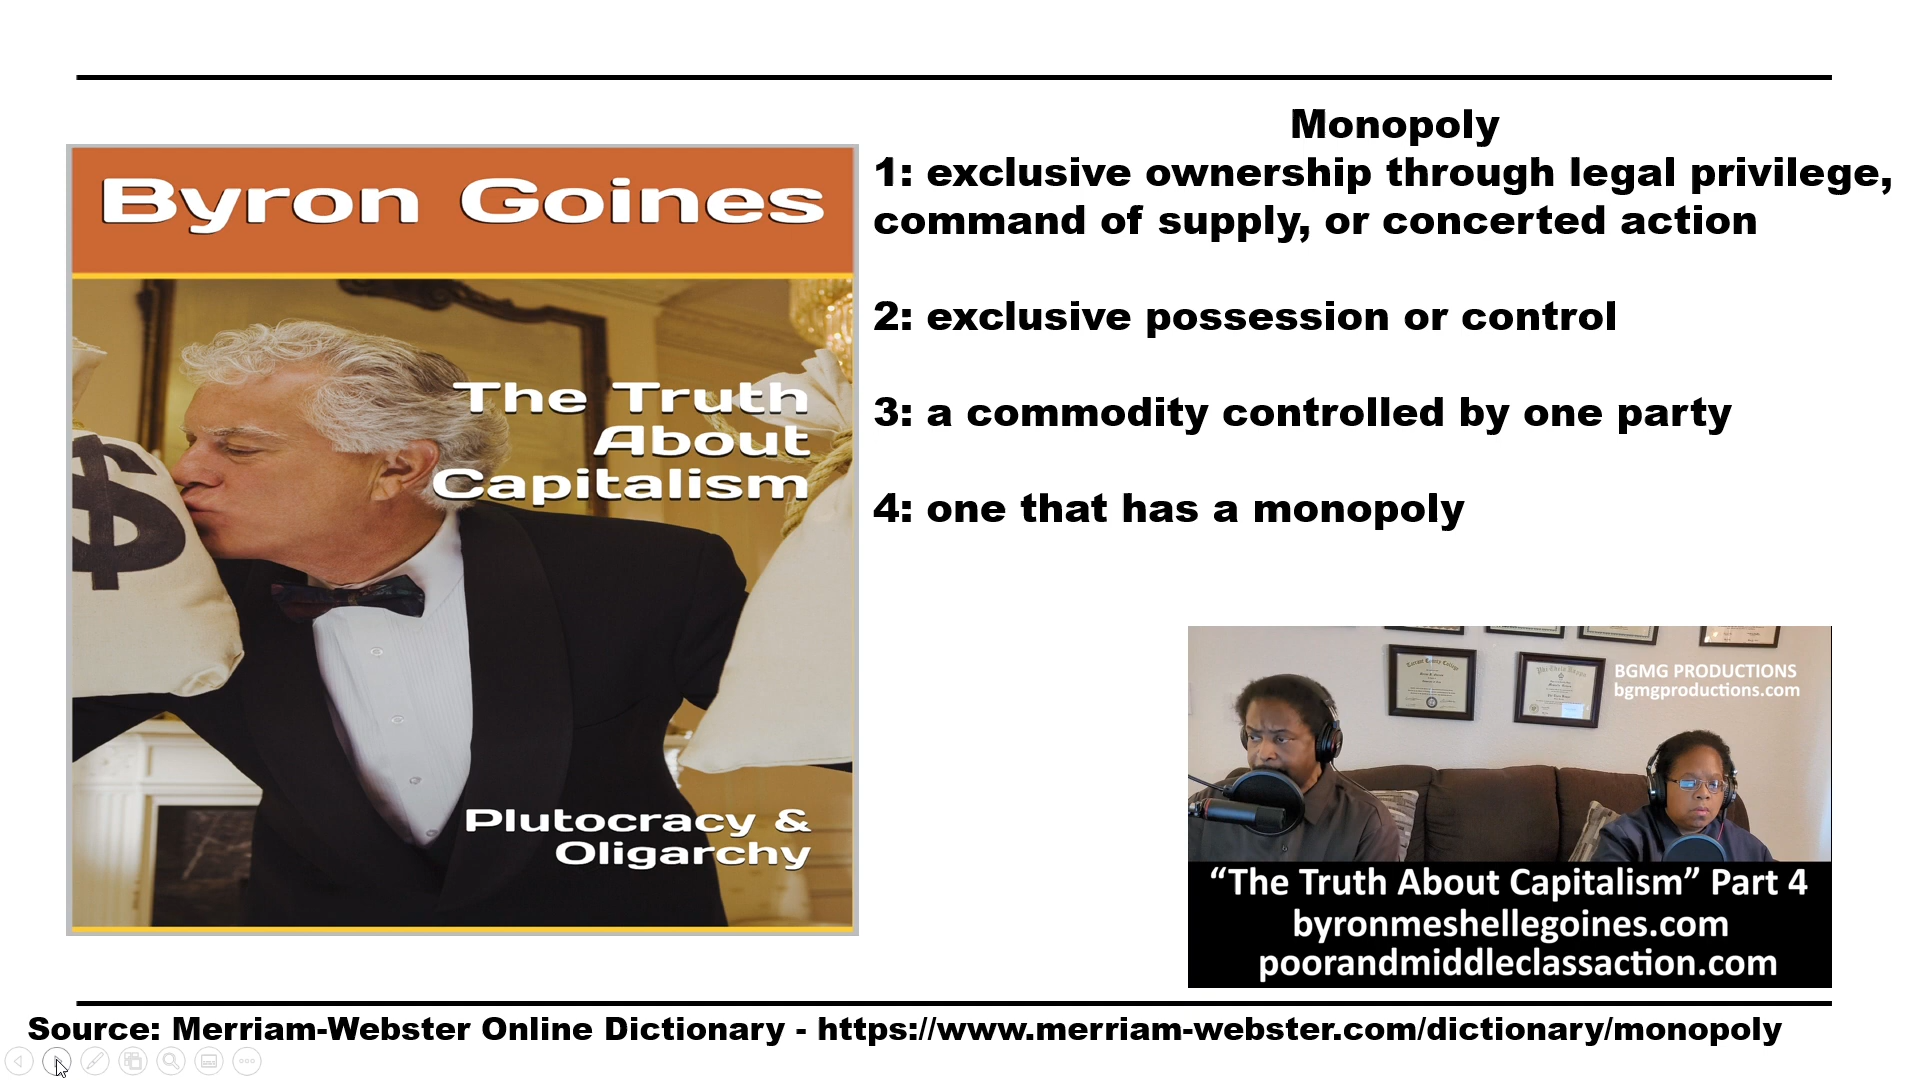 Monopoly
1: exclusive ownership through legal privilege,
command of supply, or concerted action
2: exclusive possession or control
3: a commodity controlled by one party
4: one that has a monopoly
Byron Goines
The Truth
About
Capitalism
$
Plutocracy &
Oligarchy
BGMG PRODUCTIONS
bgmgproductions.com
“The Truth About Capitalism” Part 4
byronmeshellegoines.com
poorandmiddleclassaction.com
Source: Merriam-Webster Online Dictionary - https://www.merriam-webster.com/dictionary/monopoly